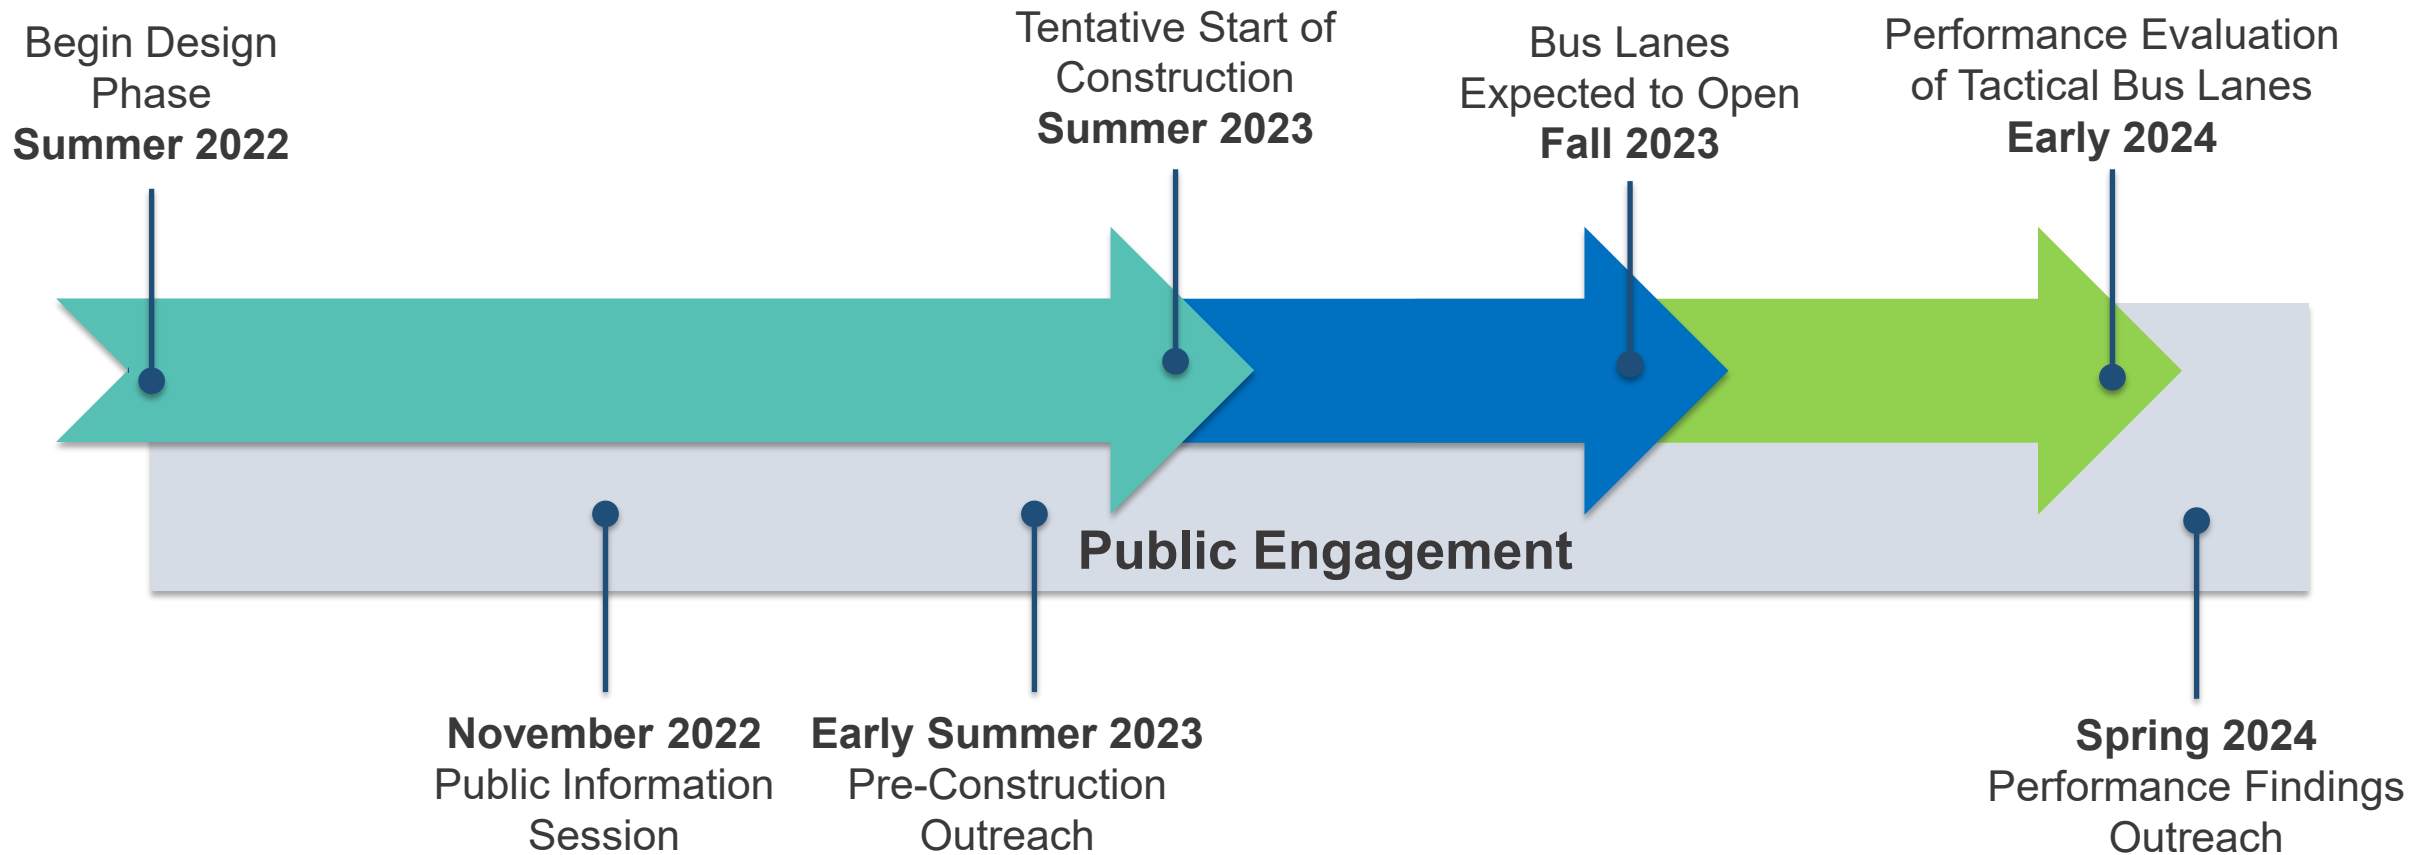 Begin Design
Phase
Summer 2022
Tentative Start of
Construction
Summer 2023
Bus Lanes
Expected to Open
Fall 2023
Performance Evaluation
of Tactical Bus Lanes
Early 2024
Public Engagement
November 2022
Public Information
Session
Early Summer 2023
Pre-Construction
Outreach
Spring 2024
Performance Findings
Outreach